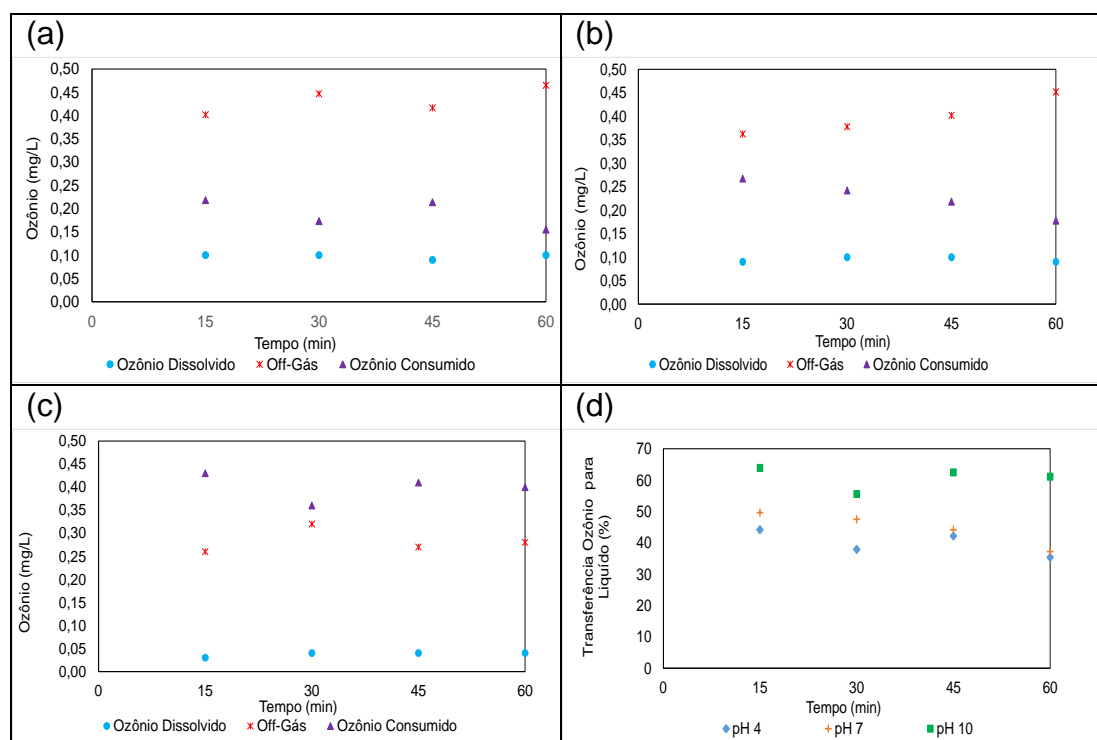 (a)
Ozônio (mg/L)
0,50
0,45
0,40
0,35
0,30
0,25
0,20
0,15
0,10
0,05
0,00
0 15 30 45 60
Tempo (min)
Ozônio Dissolvido Off-Gás Ozônio Consumido
(b)
Ozônio (mg/L)
0,50
0,45
0,40
0,35
0,30
0,25
0,20
0,15
0,10
0,05
0,00
0 15 30 45 60
Tempo (min)
Ozônio Dissolvido Off-Gás Ozônio Consumido
(c)
Ozônio (mg/L)
0,50
0,45
0,40
0,35
0,30
0,25
0,20
0,15
0,10
0,05
0,00
0 15 30 45 60
Tempo (min)
Ozônio Dissolvido Off-Gás Ozônio Consumido
(d)
Transferência Ozônio para
Liquído (%)
70
60
50
40
30
20
10
0
0 15 30 45 60
Tempo (min)
pH 4 pH 7 pH 10